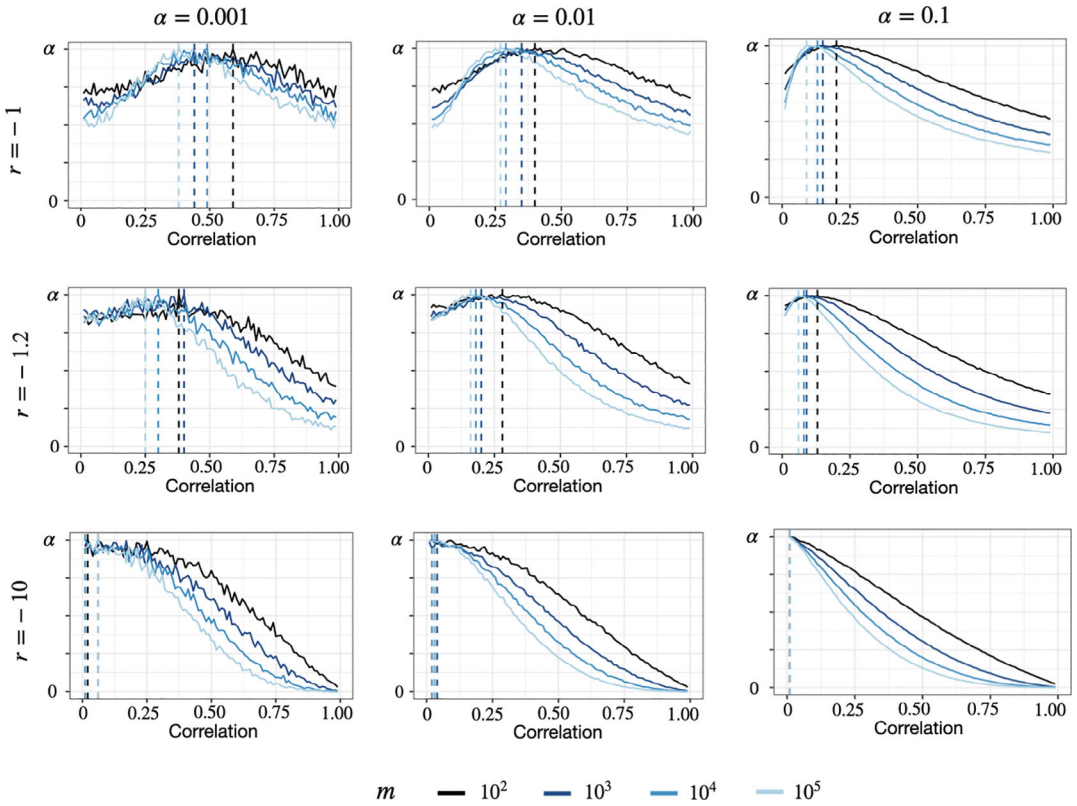 α = 0.001 α = 0.01 α = 0.1
r = − 1
α α α
0 0 0
0 0.25 0.50 0.75 1.00 0 0.25 0.50 0.75 1.00 0 0.25 0.50 0.75 1.00
Correlation Correlation Correlation
r = − 1.2
α α α
0 0 0
0 0.25 0.50 0.75 1.00 0 0.25 0.50 0.75 1.00 0 0.25 0.50 0.75 1.00
Correlation Correlation Correlation
r = − 10
α α α
0 0 0
0 0.25 0.50 0.75 1.00 0 0.25 0.50 0.75 1.00 0 0.25 0.50 0.75 1.00
Correlation Correlation Correlation
m 10² 10³ 10⁴ 10⁵